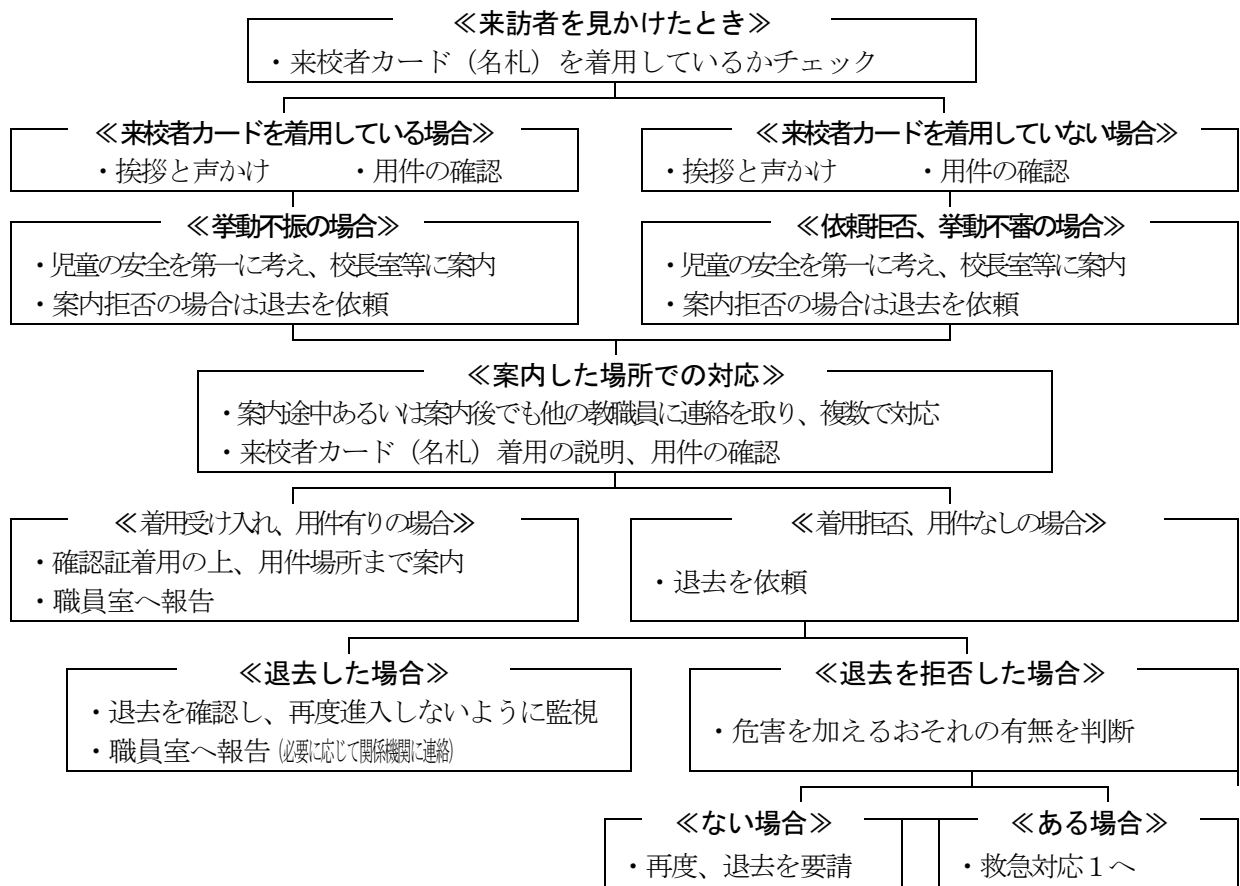 ≪来訪者を見かけたとき≫
・来校者カード（名札）を着用しているかチェック
≪来校者カードを着用している場合≫
・挨拶と声かけ　・用件の確認
≪来校者カードを着用していない場合≫
・挨拶と声かけ　・用件の確認
≪挙動不振の場合≫
・児童の安全を第一に考え、校長室等に案内
・案内拒否の場合は退去を依頼
≪依頼拒否、挙動不審の場合≫
・児童の安全を第一に考え、校長室等に案内
・案内拒否の場合は退去を依頼
≪案内した場所での対応≫
・案内途中あるいは案内後でも他の教職員に連絡を取り、複数で対応
・来校者カード（名札）着用の説明、用件の確認
≪着用受け入れ、用件有りの場合≫
・確認証着用の上、用件場所まで案内
・職員室へ報告
≪着用拒否、用件なしの場合≫
・退去を依頼
≪退去した場合≫
・退去を確認し、再度進入しないように監視
・職員室へ報告（必要に応じて関係機関に連絡）
≪退去を拒否した場合≫
・危害を加えるおそれの有無を判断
≪ない場合≫
・再度、退去を要請
≪ある場合≫
・救急対応１へ